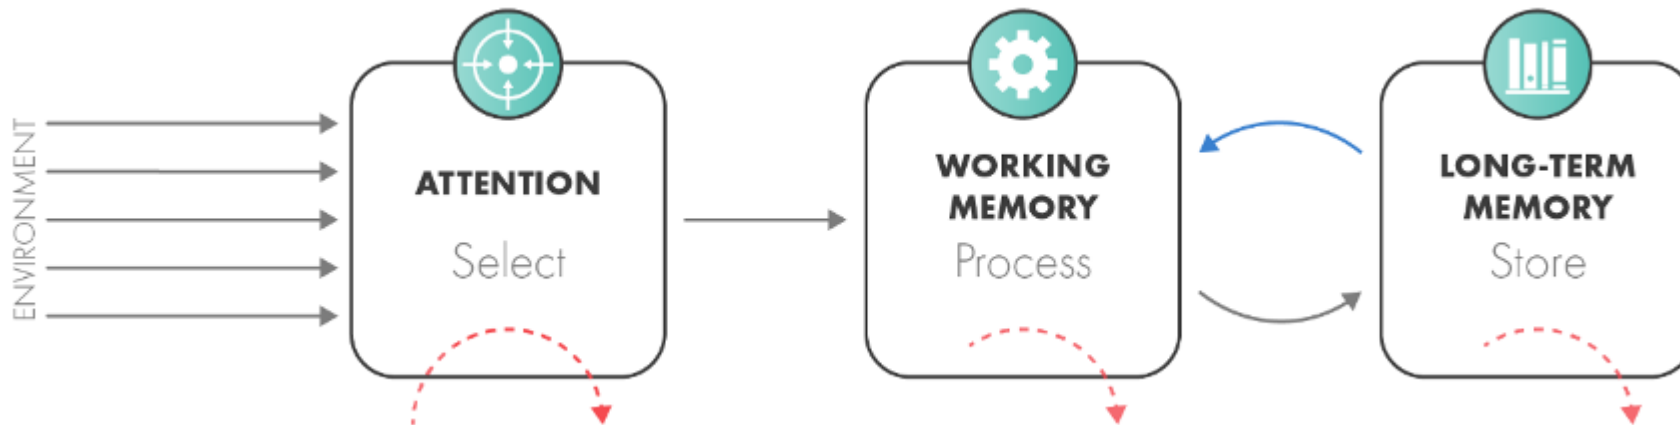 ENVIRONMENT
ATTENTION
Select
WORKING
MEMORY
Process
LONG-TERM
MEMORY
Store